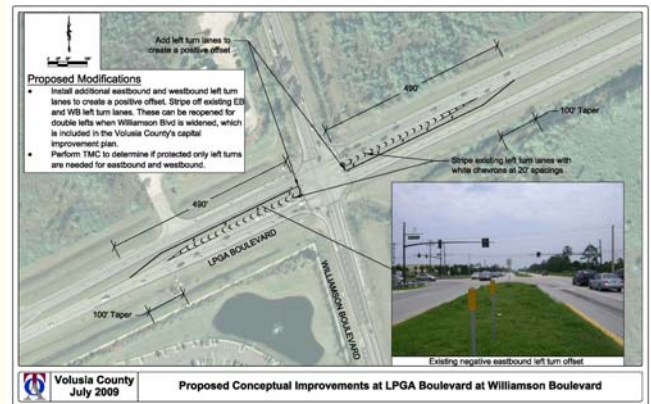 Add left turn lanes to
create a positive offset
Proposed Modifications
• Install additional eastbound and westbound left turn
lanes to create a positive offset. Stripe off existing EB
and WB left turn lanes. These can be reopened for
double lefts when Williamson Blvd is widened, which
is included in the Volusia County's capital
improvement plan.
• Perform TMC to determine if protected only left turns
are needed for eastbound and westbound.
490'
100' Taper
Stripe existing left turn lanes with
white chevrons at 20' spacings
490'
LPGA BOULEVARD
WILLIAMSON BOULEVARD
100' Taper
Existing negative eastbound left turn offset
Volusia County
July 2009
Proposed Conceptual Improvements at LPGA Boulevard at Williamson Boulevard